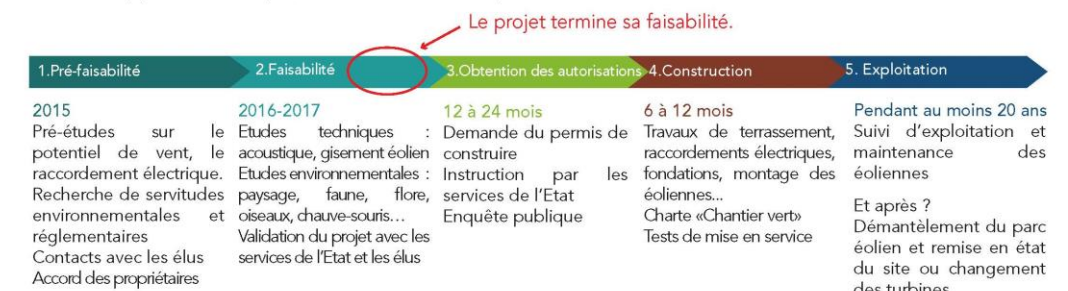 Le projet termine sa faisabilité.
1.Pré-faisabilité
2.Faisabilité
3.Obtention des autorisations
4.Construction
5. Exploitation
2015
Pré-études sur le
potentiel de vent, le
raccordement électrique.
Recherche de servitudes
environnementales et
réglementaires
Contacts avec les élus
Accord des propriétaires
2016-2017
Etudes techniques :
acoustique, gisement éolien
Etudes environnementales :
paysage, faune, flore,
oiseaux, chauve-souris...
Validation du projet avec les
services de l'Etat et les élus
12 à 24 mois
Demande du permis de
construire
Instruction par les
services de l'Etat
Enquête publique
6 à 12 mois
Travaux de terrassement,
raccordements électriques,
fondations, montage des
éoliennes...
Charte «Chantier vert»
Tests de mise en service
Pendant au moins 20 ans
Suivi d'exploitation et
maintenance des
éoliennes
Et après ?
Démantèlement du parc
éolien et remise en état
du site ou changement
des turbines